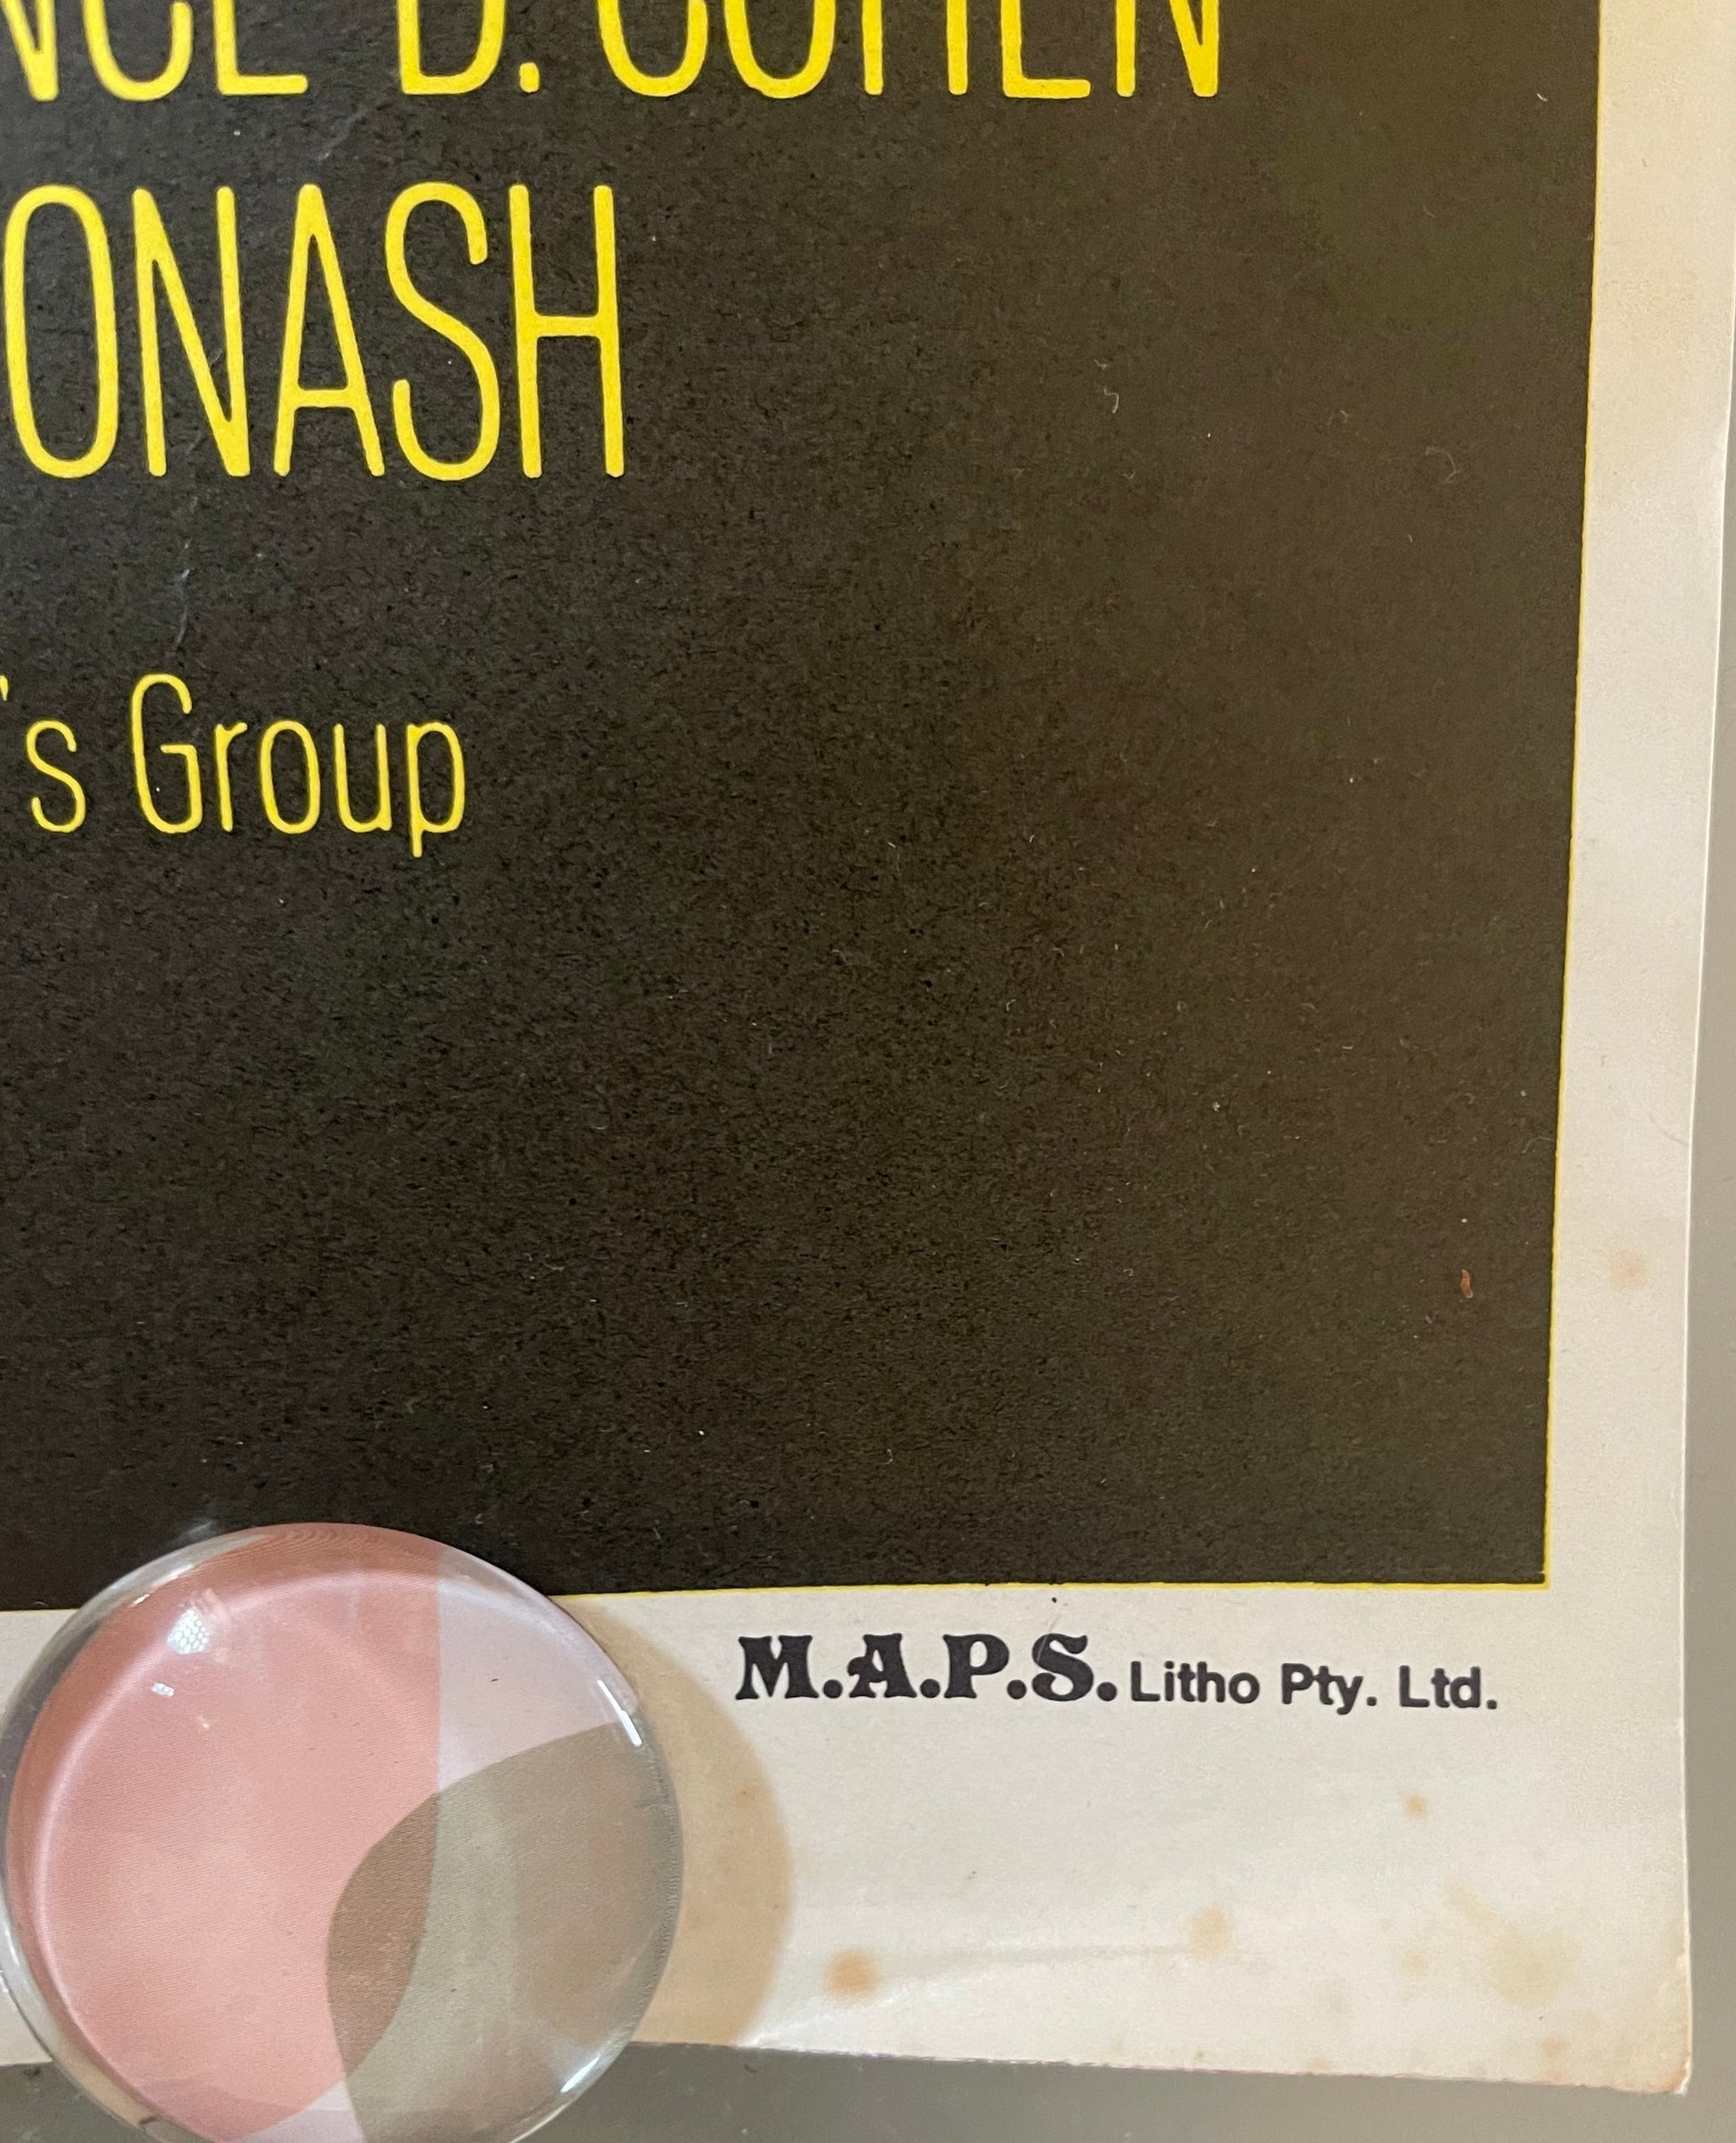 NCE D. COHEN
ONASH
's Group
M.A.P.S. Litho Pty. Ltd.